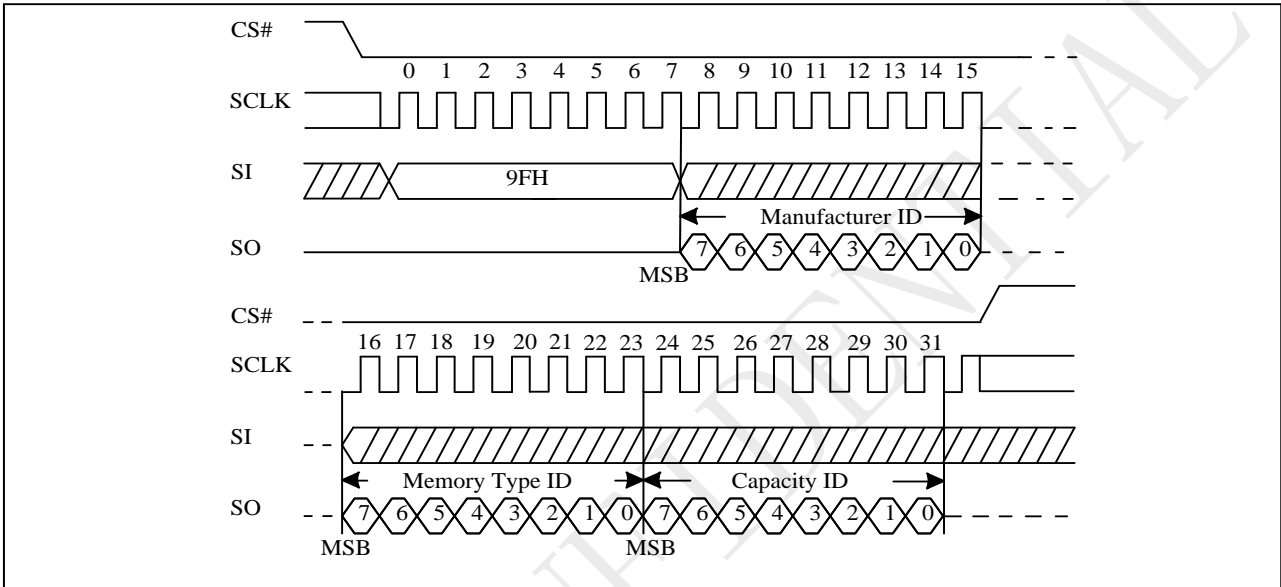 CS#
0 1 2 3 4 5 6 7 8 9 10 11 12 13 14 15
SCLK
SI
9FH
Manufacturer ID
SO
7 6 5 4 3 2 1 0
MSB
CS#
16 17 18 19 20 21 22 23 24 25 26 27 28 29 30 31
SCLK
SI
Memory Type ID Capacity ID
SO
7 6 5 4 3 2 1 0 7 6 5 4 3 2 1 0
MSB MSB